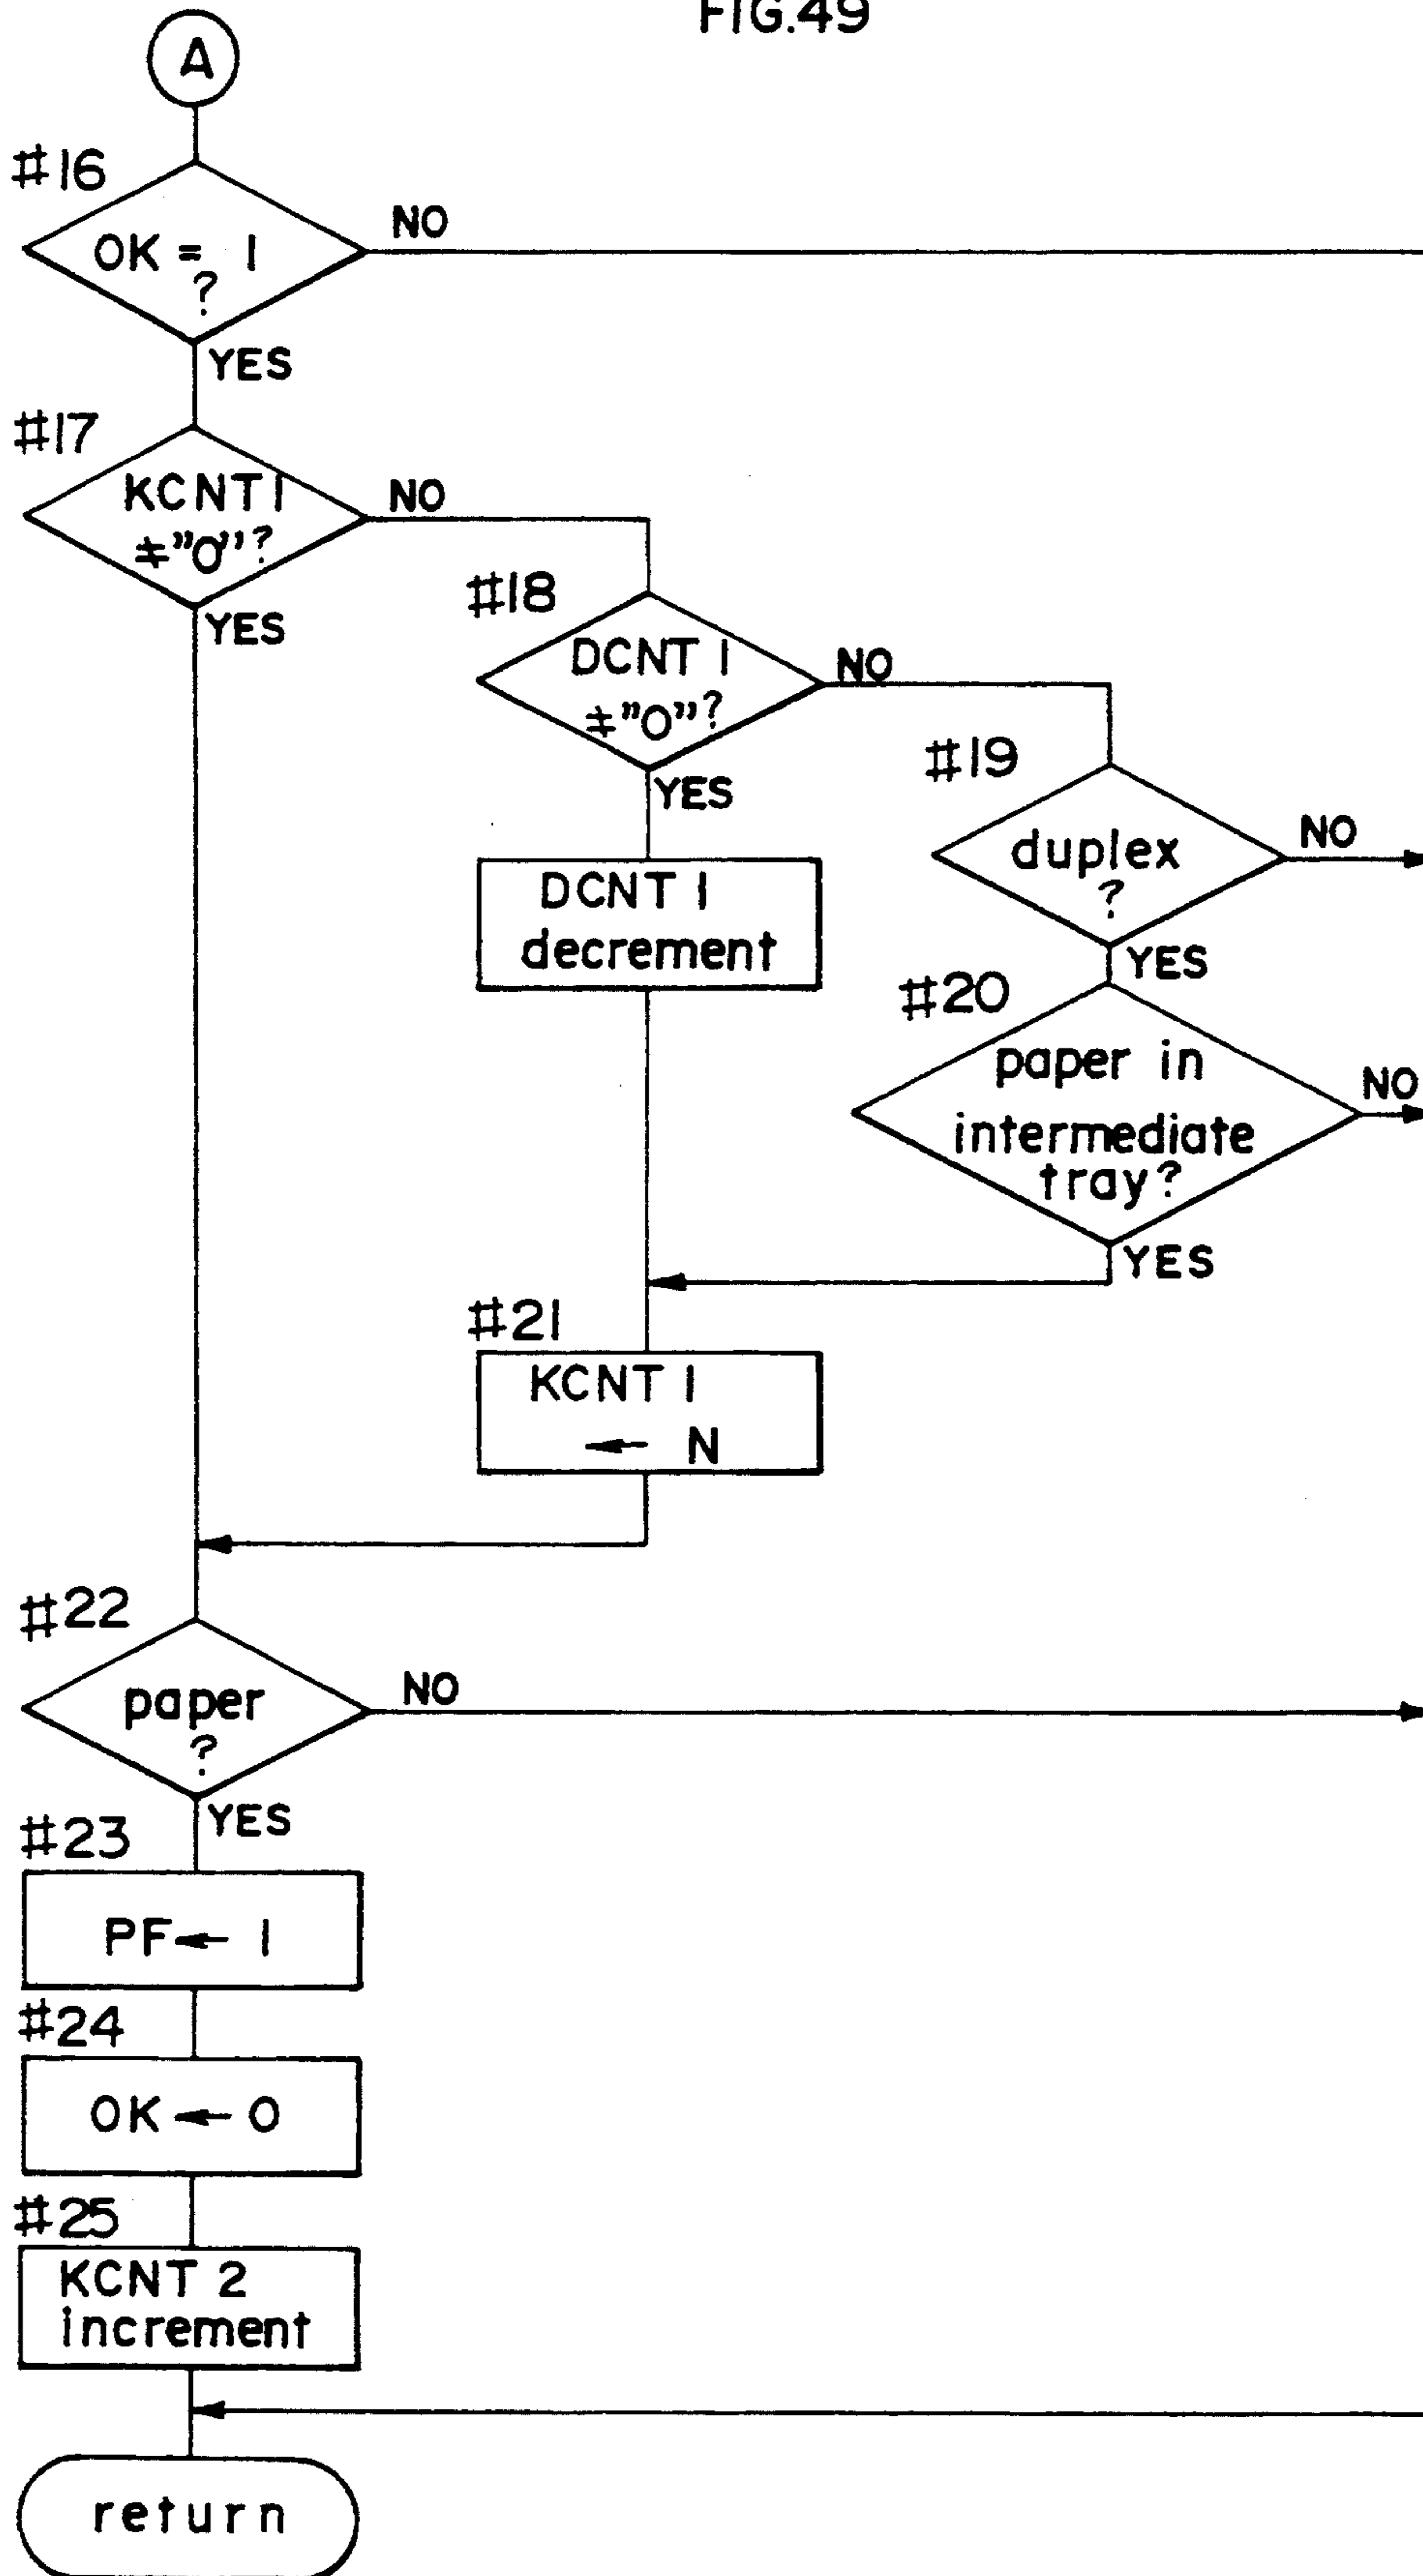 FIG.49
A
#16
OK = 1
?
NO
YES
#17
KCNT 1
≠"0"?
NO
YES
#18
DCNT 1
≠"0"?
NO
YES
#19
duplex
?
NO
YES
DCNT 1
decrement
#20
paper in
intermediate
tray?
NO
YES
#21
KCNT 1
← N
#22
paper
?
NO
YES
#23
PF ← 1
#24
OK ← 0
#25
KCNT 2
increment
return